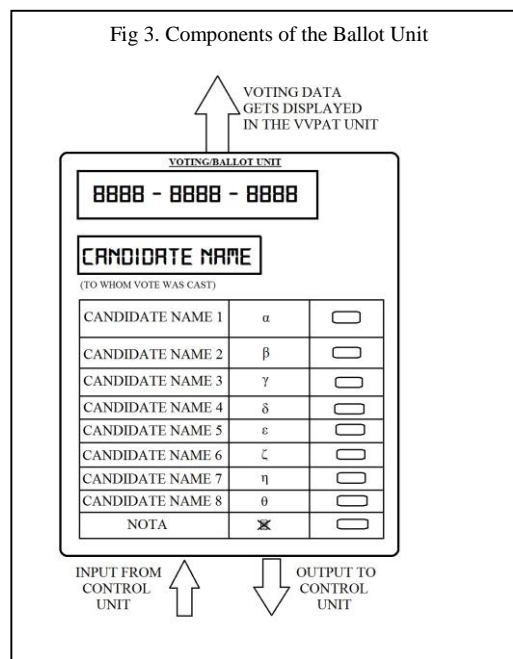 Fig 3. Components of the Ballot Unit
VOTING DATA
GETS DISPLAYED
IN THE VVPAT UNIT
VOTING/BALLOT UNIT
8888 - 8888 - 8888
CANDIDATE NAME
(TO WHOM VOTE WAS CAST)
CANDIDATE NAME 1 α
CANDIDATE NAME 2 β
CANDIDATE NAME 3 γ
CANDIDATE NAME 4 δ
CANDIDATE NAME 5 ε
CANDIDATE NAME 6 ζ
CANDIDATE NAME 7 η
CANDIDATE NAME 8 θ
NOTA
INPUT FROM
CONTROL
UNIT
OUTPUT TO
CONTROL
UNIT